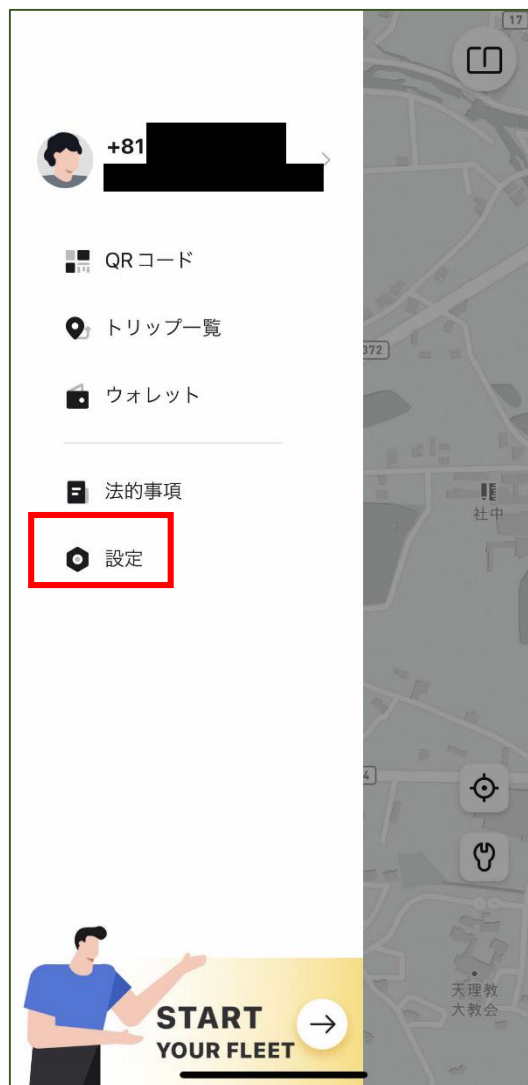 17
+81
QRコード
トリップ一覧
372
ウォレット
法的事項
社中
設定
4
天理教
大教会
START
YOUR FLEET